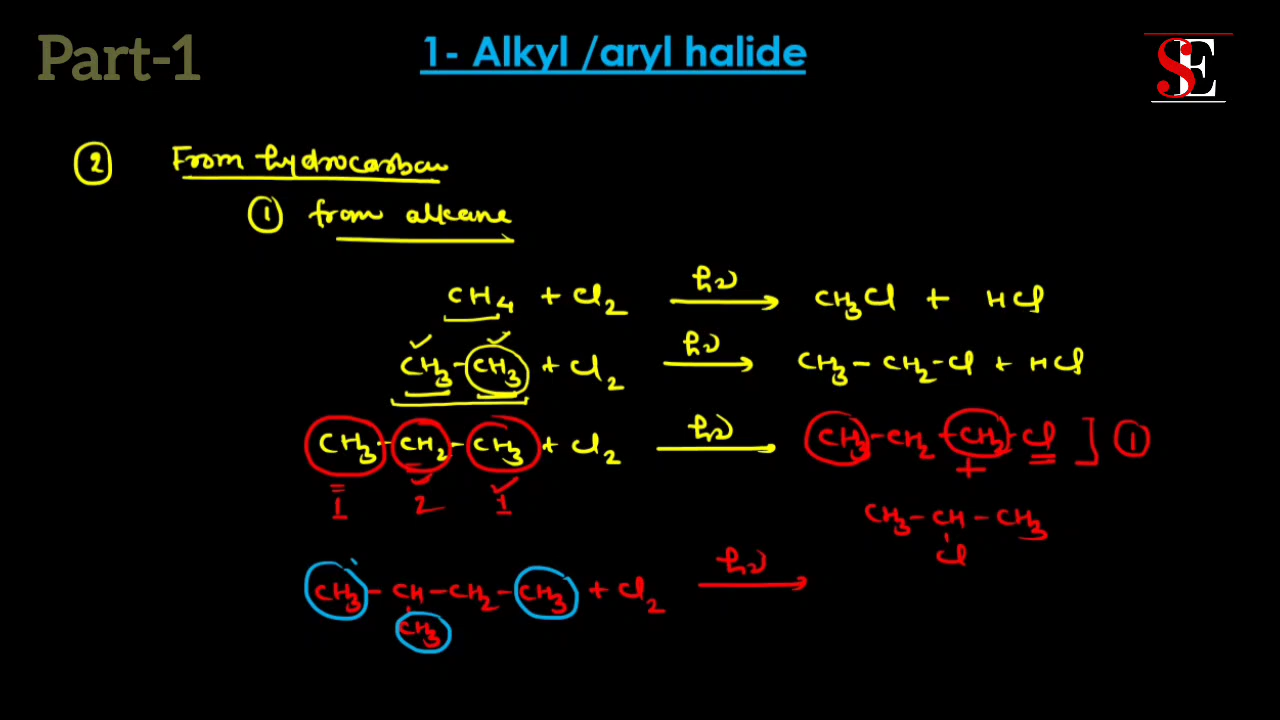 Part-1
1- Alkyl /aryl halide
SE
② From hydrocarbon
① from alkane
CH₄ + Cl₂ hν → CH₃Cl + HCl
CH₃-CH₃ + Cl₂ hν → CH₃-CH₂-Cl + HCl
CH₃-CH₂-CH₃ + Cl₂ hν → CH₃-CH₂-CH₂-Cl ] ①
1 2 1
+
CH₃-CH-CH₃
Cl
CH₃-CH-CH₂-CH₃ + Cl₂ hν →
CH₃